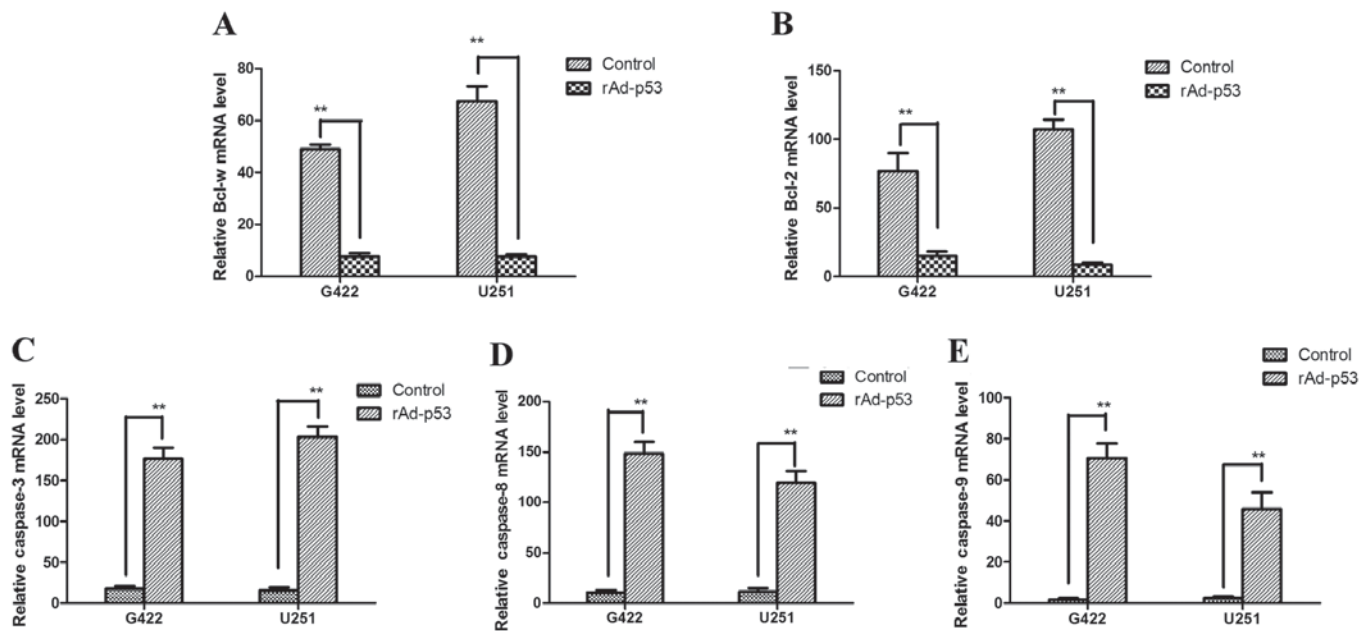 A
Relative Bcl-w mRNA level
80
60
40
20
0
**
**
G422
U251
Control
rAd-p53
B
Relative Bcl-2 mRNA level
150
100
50
0
**
**
G422
U251
Control
rAd-p53
C
Relative caspase-3 mRNA level
250
200
150
100
50
0
**
**
G422
U251
Control
rAd-p53
D
Relative caspase-8 mRNA level
200
150
100
50
0
**
**
G422
U251
Control
rAd-p53
E
Relative caspase-9 mRNA level
100
80
60
40
20
0
**
**
G422
U251
Control
rAd-p53